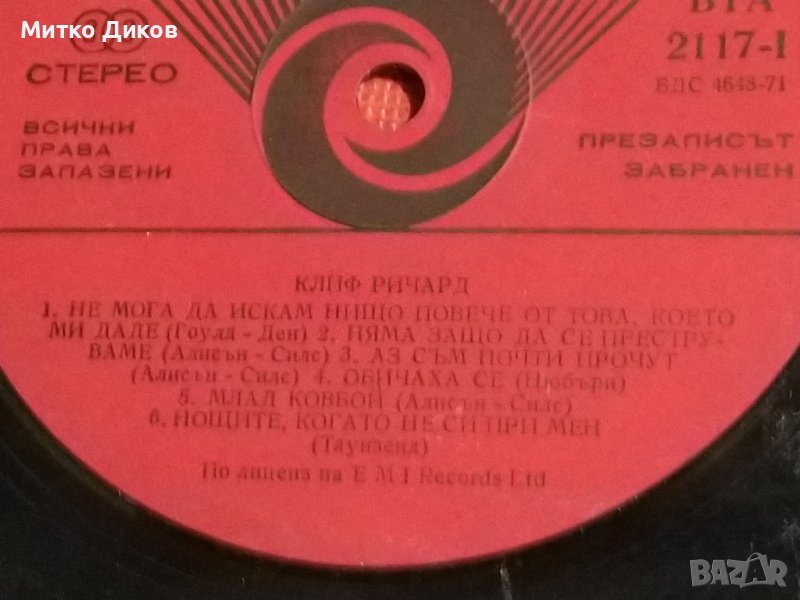 Митко Диков
СТЕРЕО
ВСИЧКИ
ПРАВА
ЗАПАЗЕНИ
ВТА
2117-I
БДС 4648-71
ПРЕЗАПИСЪТ
ЗАБРАНЕН
КЛИФ РИЧАРД
1. НЕ МОГА ДА ИСКАМ НИЩО ПОВЕЧЕ ОТ ТОВА, КОЕТО
МИ ДАДЕ (Гоулд - Ден) 2. НЯМА ЗАЩО ДА СЕ ПРЕСТРУ-
ВАМЕ (Алисън - Силс) 3. АЗ СЪМ ПОЧТИ ПРОЧУТ
(Алисън - Силс) 4. ОБИЧАХА СЕ (Нюбъри)
5. МЛАД КОВБОЙ (Алисън - Силс)
6. НОЩИТЕ, КОГАТО НЕ СИ ПРИ МЕН
(Таунзенд)
По лиценз на E M I Records Ltd
BAZAR